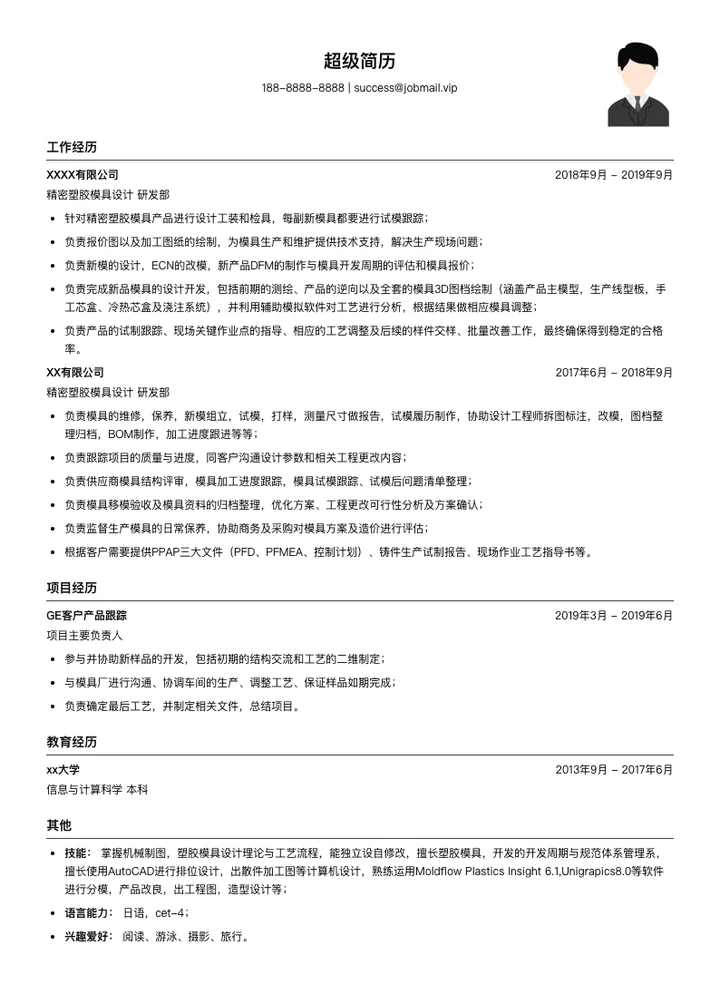 超级简历
188-8888-8888 | success@jobmail.vip
工作经历
XXXX有限公司 2018年9月 - 2019年9月
精密塑胶模具设计 研发部
• 针对精密塑胶模具产品进行设计工装和检具，每副新模具都要进行试模跟踪；
• 负责报价图以及加工图纸的绘制，为模具生产和维护提供技术支持，解决生产现场问题；
• 负责新模的设计，ECN的改模，新产品DFM的制作与模具开发周期的评估和模具报价；
• 负责完成新品模具的设计开发，包括前期的测绘、产品的逆向以及全套的模具3D图档绘制（涵盖产品主模型，生产线型板，手
工芯盒、冷热芯盒及浇注系统），并利用辅助模拟软件对工艺进行分析，根据结果做相应模具调整；
• 负责产品的试制跟踪、现场关键作业点的指导、相应的工艺调整及后续的样件交样、批量改善工作，最终确保得到稳定的合格
率。
XX有限公司 2017年6月 - 2018年9月
精密塑胶模具设计 研发部
• 负责模具的维修，保养，新模组立，试模，打样，测量尺寸做报告，试模履历制作，协助设计工程师拆图标注，改模，图档整
理归档，BOM制作，加工进度跟进等等；
• 负责跟踪项目的质量与进度，同客户沟通设计参数和相关工程更改内容；
• 负责供应商模具结构评审，模具加工进度跟踪，模具试模跟踪、试模后问题清单整理；
• 负责模具移模验收及模具资料的归档整理，优化方案、工程更改可行性分析及方案确认；
• 负责监督生产模具的日常保养，协助商务及采购对模具方案及造价进行评估；
• 根据客户需要提供PPAP三大文件（PFD、PFMEA、控制计划）、铸件生产试制报告、现场作业工艺指导书等。
项目经历
GE客户产品跟踪 2019年3月 - 2019年6月
项目主要负责人
• 参与并协助新样品的开发，包括初期的结构交流和工艺的二维制定；
• 与模具厂进行沟通、协调车间的生产、调整工艺、保证样品如期完成；
• 负责确定最后工艺，并制定相关文件，总结项目。
教育经历
xx大学 2013年9月 - 2017年6月
信息与计算科学 本科
其他
• 技能： 掌握机械制图，塑胶模具设计理论与工艺流程，能独立设自修改，擅长塑胶模具，开发的开发周期与规范体系管理系，
擅长使用AutoCAD进行排位设计，出散件加工图等计算机设计，熟练运用Moldflow Plastics Insight 6.1,Unigrapics8.0等软件
进行分模，产品改良，出工程图，造型设计等；
• 语言能力： 日语，cet-4；
• 兴趣爱好： 阅读、游泳、摄影、旅行。